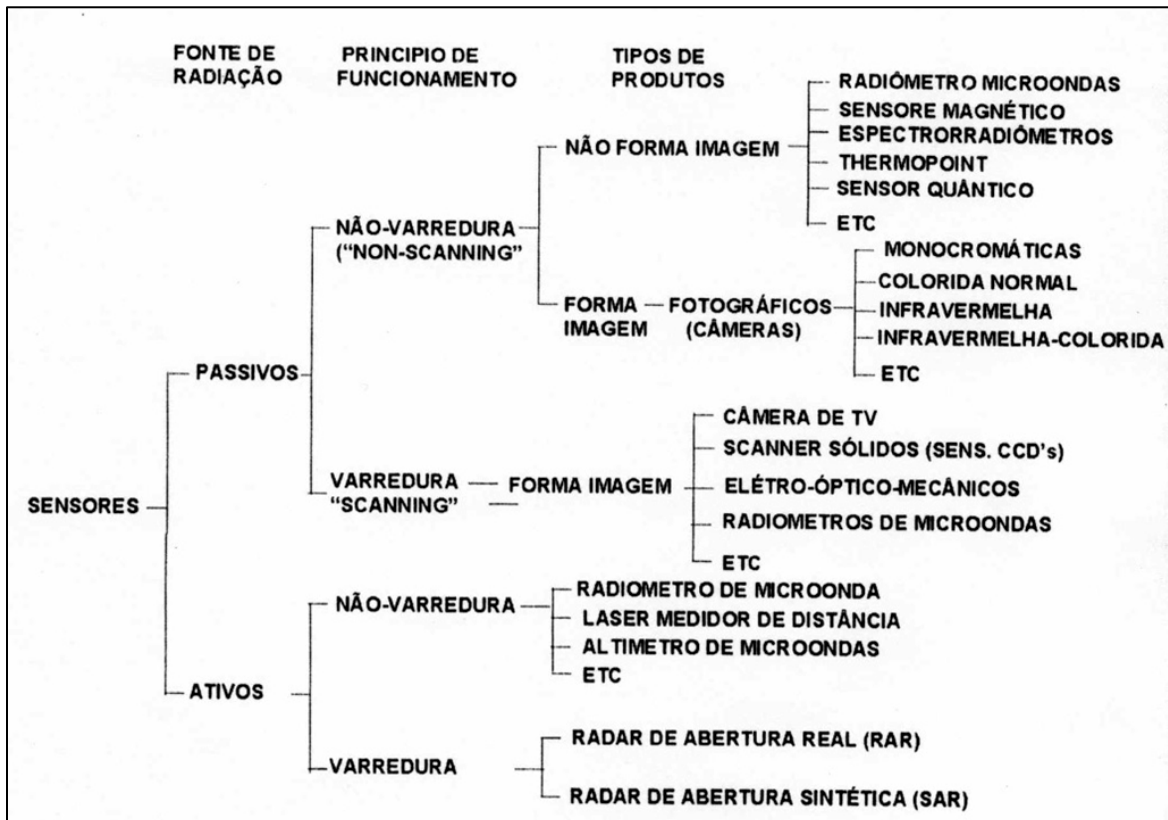 FONTE DE
RADIAÇÃO
PRINCIPIO DE
FUNCIONAMENTO
TIPOS DE
PRODUTOS
RADIÔMETRO MICROONDAS
SENSORE MAGNÉTICO
ESPECTRORRADIÔMETROS
THERMOPOINT
SENSOR QUÂNTICO
ETC
NÃO FORMA IMAGEM
NÃO-VARREDURA
("NON-SCANNING"
MONOCROMÁTICAS
COLORIDA NORMAL
INFRAVERMELHA
INFRAVERMELHA-COLORIDA
ETC
FORMA
IMAGEM
FOTOGRÁFICOS
(CÂMERAS)
PASSIVOS
CÂMERA DE TV
SCANNER SÓLIDOS (SENS. CCD's)
ELÉTRO-ÓPTICO-MECÂNICOS
RADIOMETROS DE MICROONDAS
ETC
VARREDURA
"SCANNING"
FORMA IMAGEM
SENSORES
RADIOMETRO DE MICROONDA
LASER MEDIDOR DE DISTÂNCIA
ALTIMETRO DE MICROONDAS
ETC
NÃO-VARREDURA
ATIVOS
RADAR DE ABERTURA REAL (RAR)
VARREDURA
RADAR DE ABERTURA SINTÉTICA (SAR)